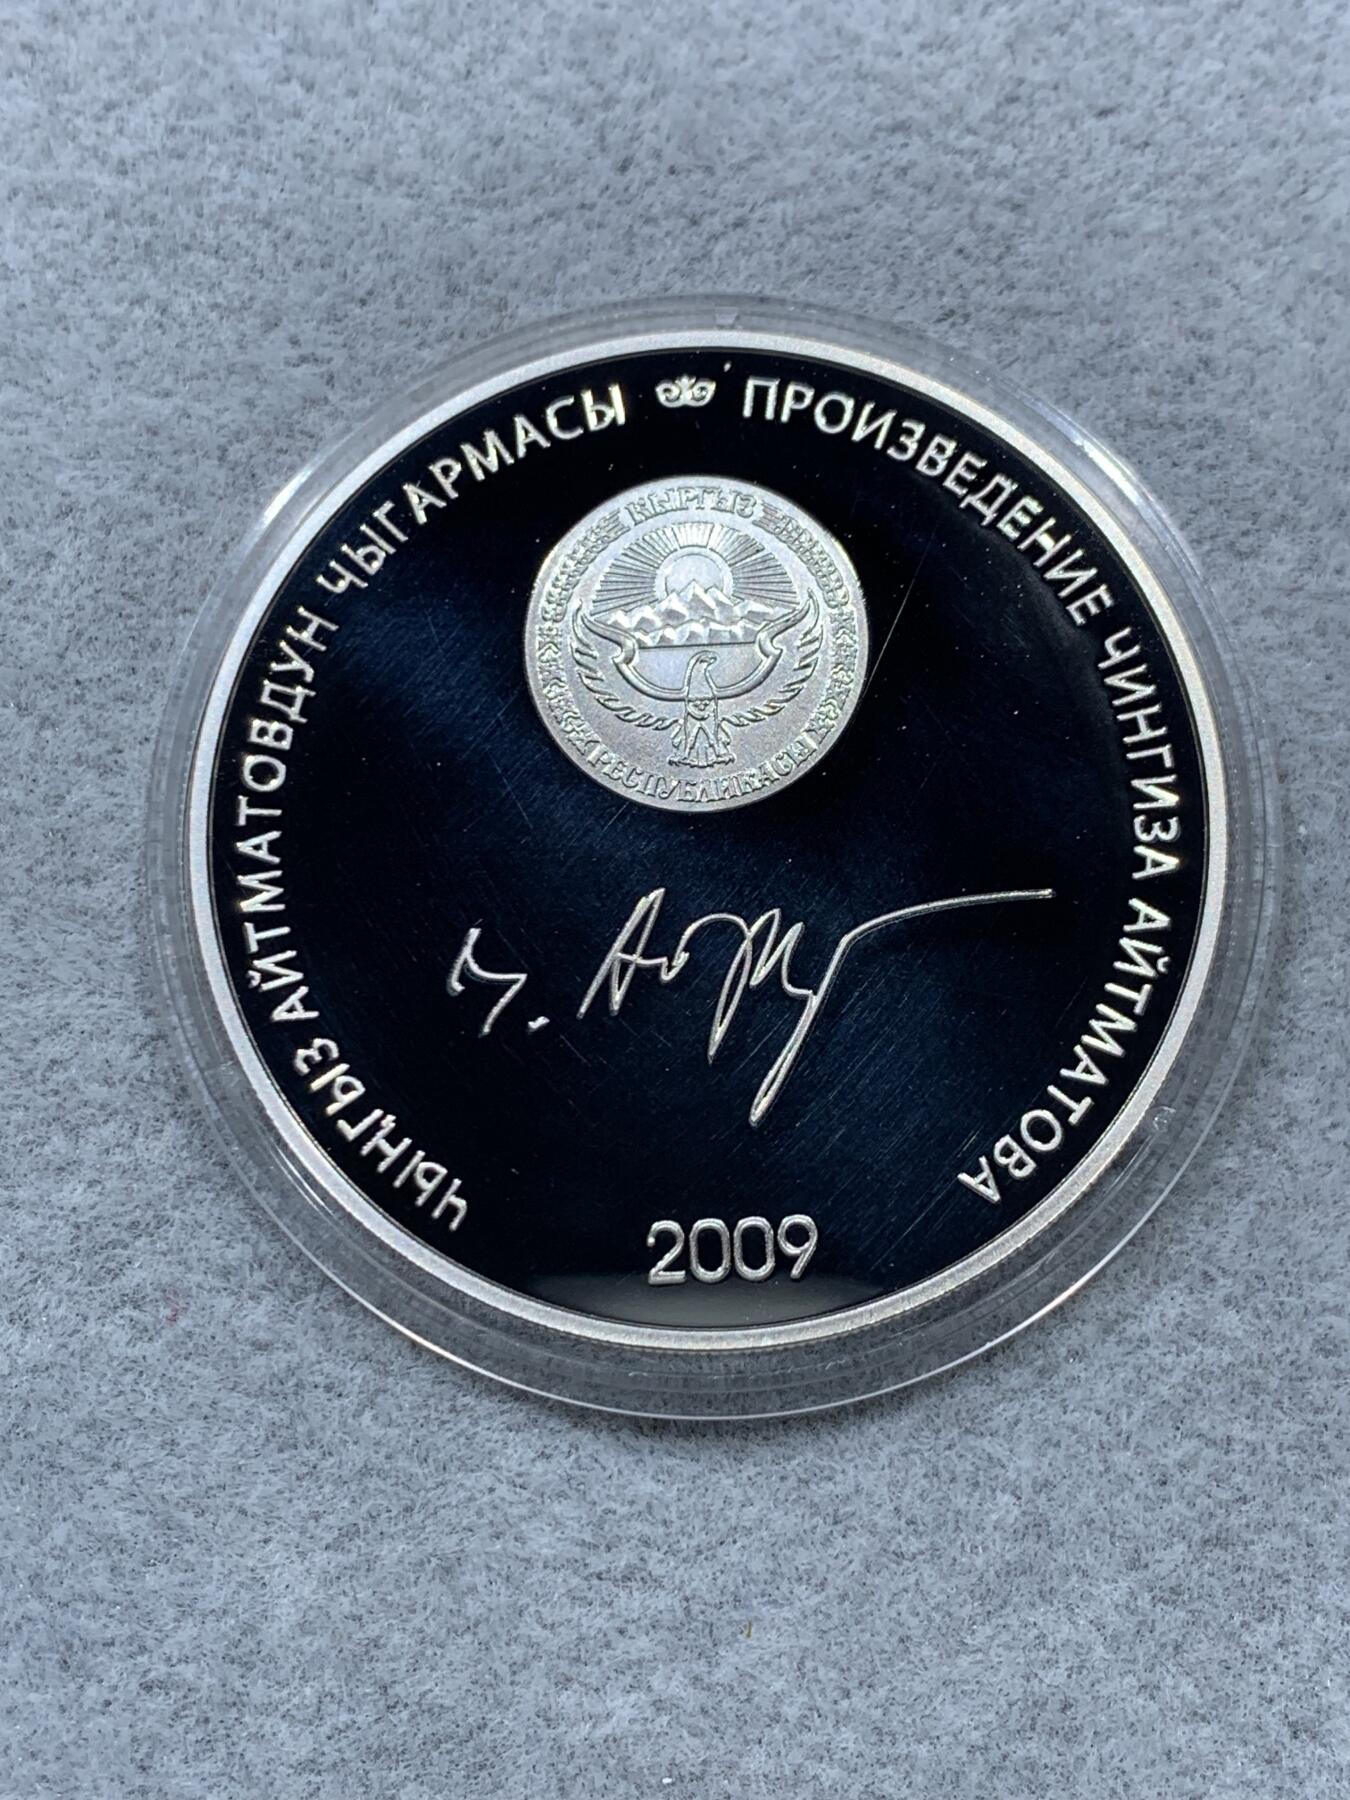 ЧЫҢГЫЗ АЙТМАТОВДУН ЧЫГАРМАСЫ
ПРОИЗВЕДЕНИЕ ЧИНГИЗА АЙТМАТОВА
КЫРГЫЗ
РЕСПУБЛИКАСЫ
2009